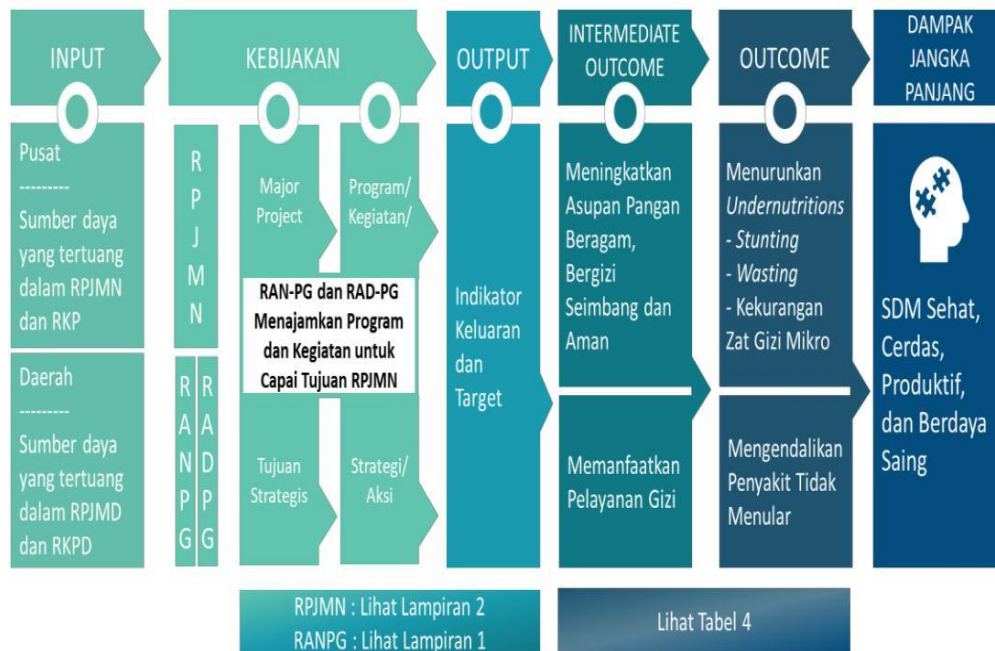 INPUT
KEBIJAKAN
OUTPUT
INTERMEDIATE
OUTCOME
OUTCOME
DAMPAK
JANGKA
PANJANG
Pusat
---------
Sumber daya
yang tertuang
dalam RPJMN
dan RKP
Daerah
---------
Sumber daya
yang tertuang
dalam RPJMD
dan RKPD
RPJMN
RANPG
RADPG
Major
Project
Program/
Kegiatan/
RAN-PG dan RAD-PG
Menajamkan Program
dan Kegiatan untuk
Capai Tujuan RPJMN
Tujuan
Strategis
Strategi/
Aksi
Indikator
Keluaran
dan
Target
Meningkatkan
Asupan Pangan
Beragam,
Bergizi
Seimbang dan
Aman
Memanfaatkan
Pelayanan Gizi
Menurunkan
Undernutritions
- Stunting
- Wasting
- Kekurangan
Zat Gizi Mikro
Mengendalikan
Penyakit Tidak
Menular
SDM Sehat,
Cerdas,
Produktif,
dan Berdaya
Saing
RPJMN : Lihat Lampiran 2
RANPG : Lihat Lampiran 1
Lihat Tabel 4